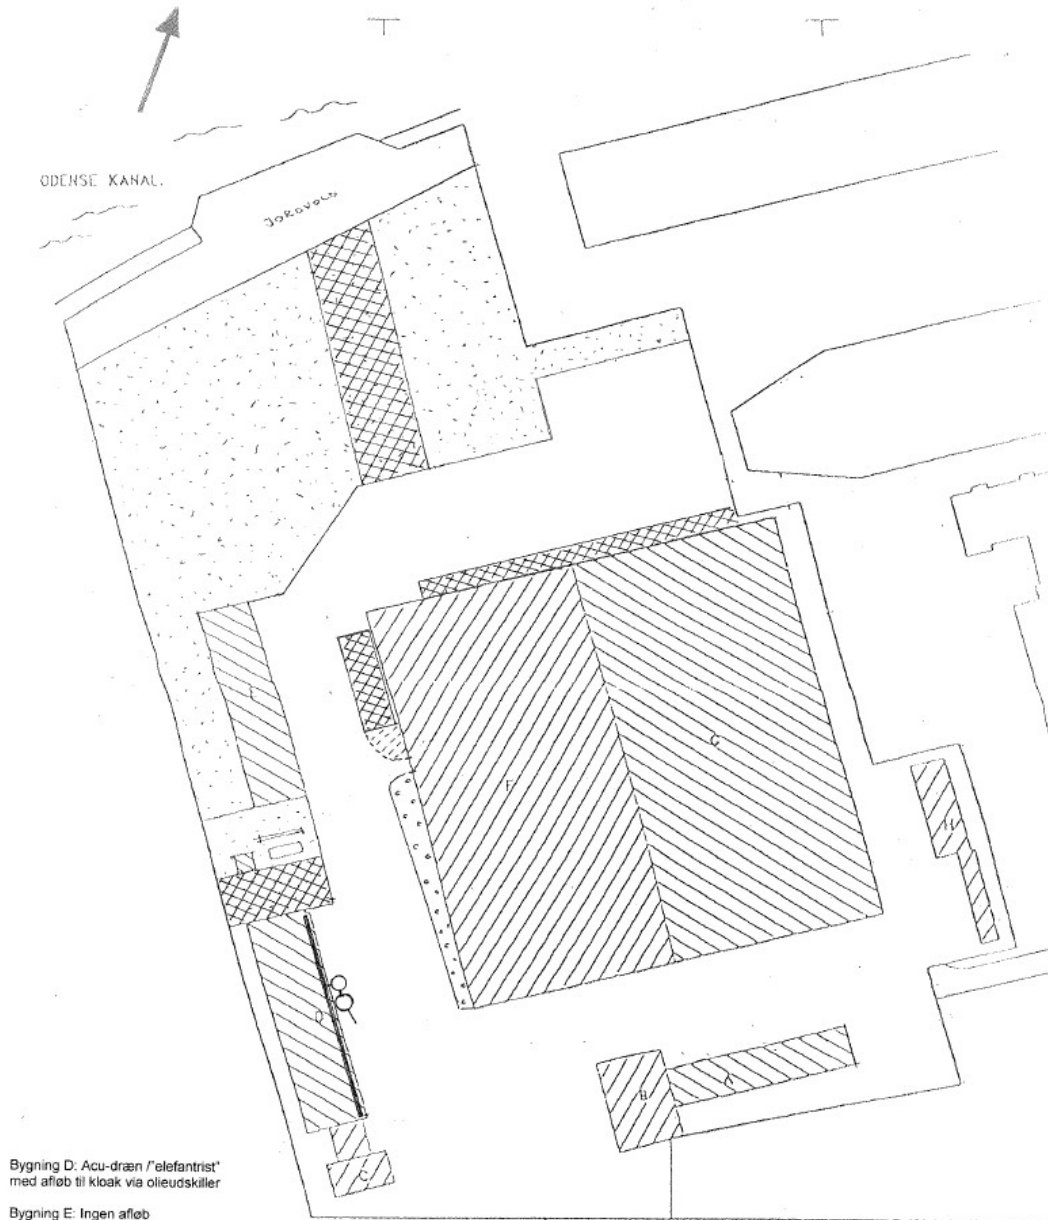 ODENSE KANAL.
JORDVOLD
E
F
G
H
D
A
B
C
Bygning D: Acu-dræn /"elefantrist"
med afløb til kloak via olieudskiller
Bygning E: Ingen afløb